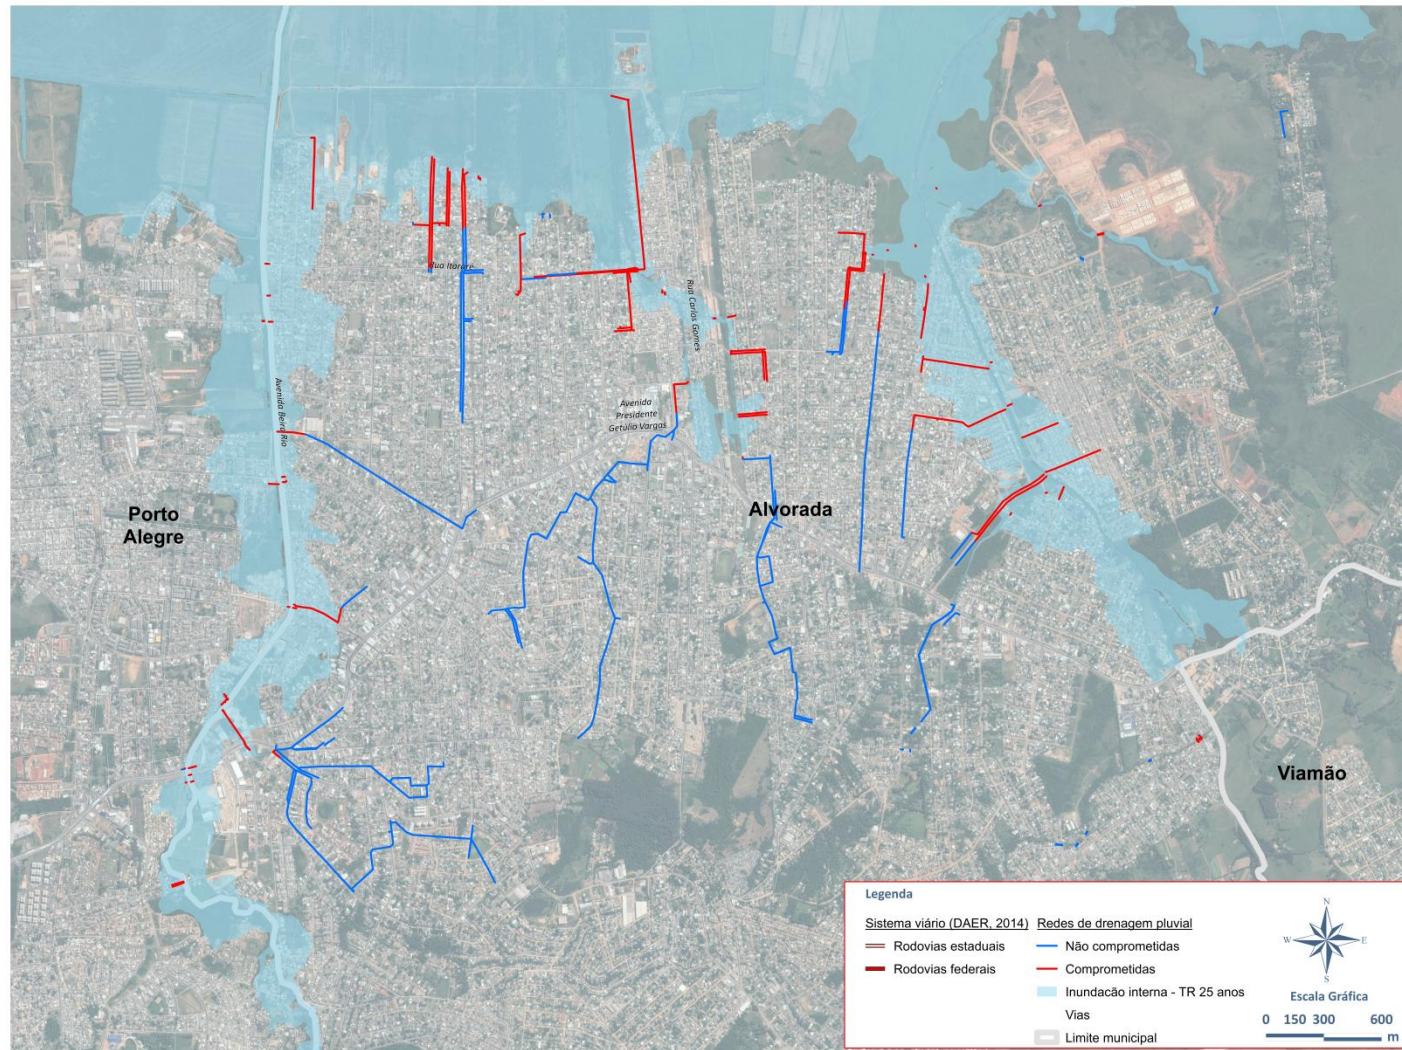 Rua Itararé
Rua Carlos Gomes
Avenida Beira Rio
Avenida
Presidente
Getúlio Vargas
Porto
Alegre
Alvorada
Viamão
Legenda
Sistema viário (DAER, 2014)
Rodovias estaduais
Rodovias federais
Redes de drenagem pluvial
Não comprometidas
Comprometidas
Inundacão interna - TR 25 anos
Vias
Limite municipal
N
W
E
S
Escala Gráfica
0 150 300 600
m